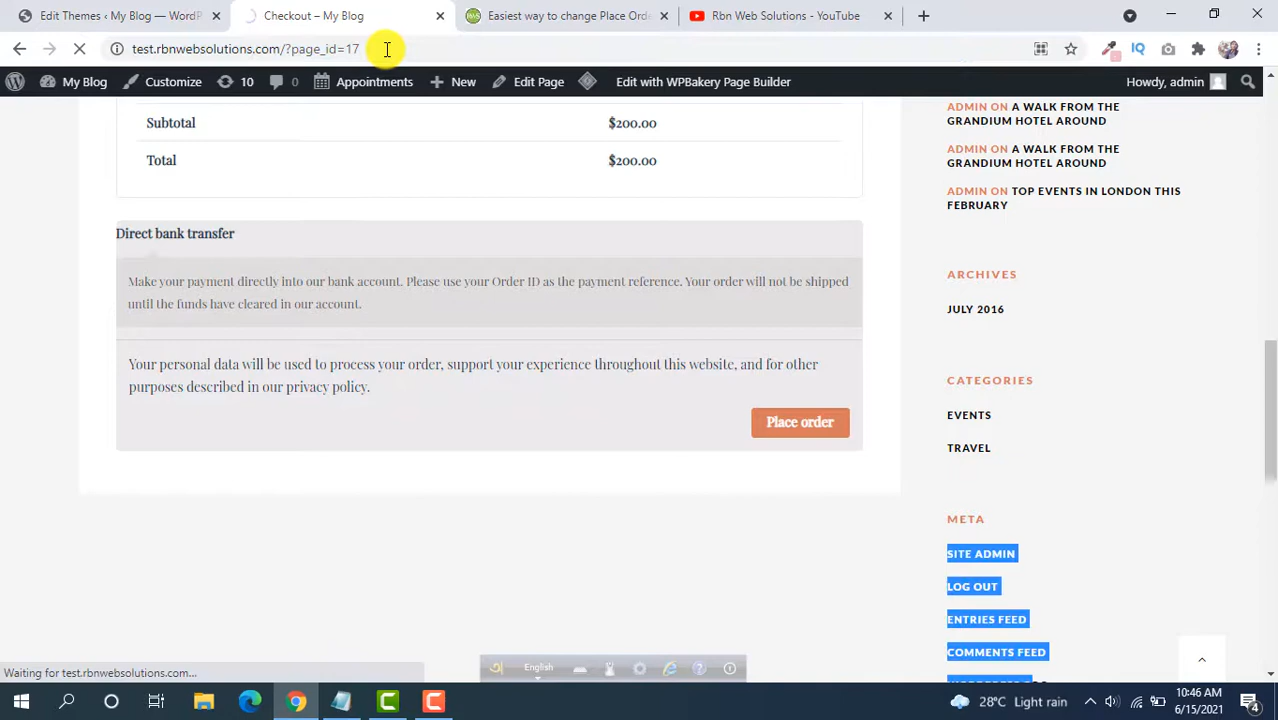 Edit Themes ‹ My Blog — WordP
Checkout – My Blog
Easiest way to change Place Orde
Rbn Web Solutions - YouTube
test.rbnwebsolutions.com/?page_id=17
IQ
My Blog
Customize
10
0
Appointments
New
Edit Page
Edit with WPBakery Page Builder
Howdy, admin
Subtotal $200.00
Total $200.00
Direct bank transfer
Make your payment directly into our bank account. Please use your Order ID as the payment reference. Your order will not be shipped
until the funds have cleared in our account.
Your personal data will be used to process your order, support your experience throughout this website, and for other
purposes described in our privacy policy.
Place order
ADMIN ON A WALK FROM THE
GRANDIUM HOTEL AROUND
ADMIN ON A WALK FROM THE
GRANDIUM HOTEL AROUND
ADMIN ON TOP EVENTS IN LONDON THIS
FEBRUARY
ARCHIVES
JULY 2016
CATEGORIES
EVENTS
TRAVEL
META
SITE ADMIN
LOG OUT
ENTRIES FEED
COMMENTS FEED
Waiting for test.rbnwebsolutions.com...
English
28°C Light rain
10:46 AM
6/15/2021
4